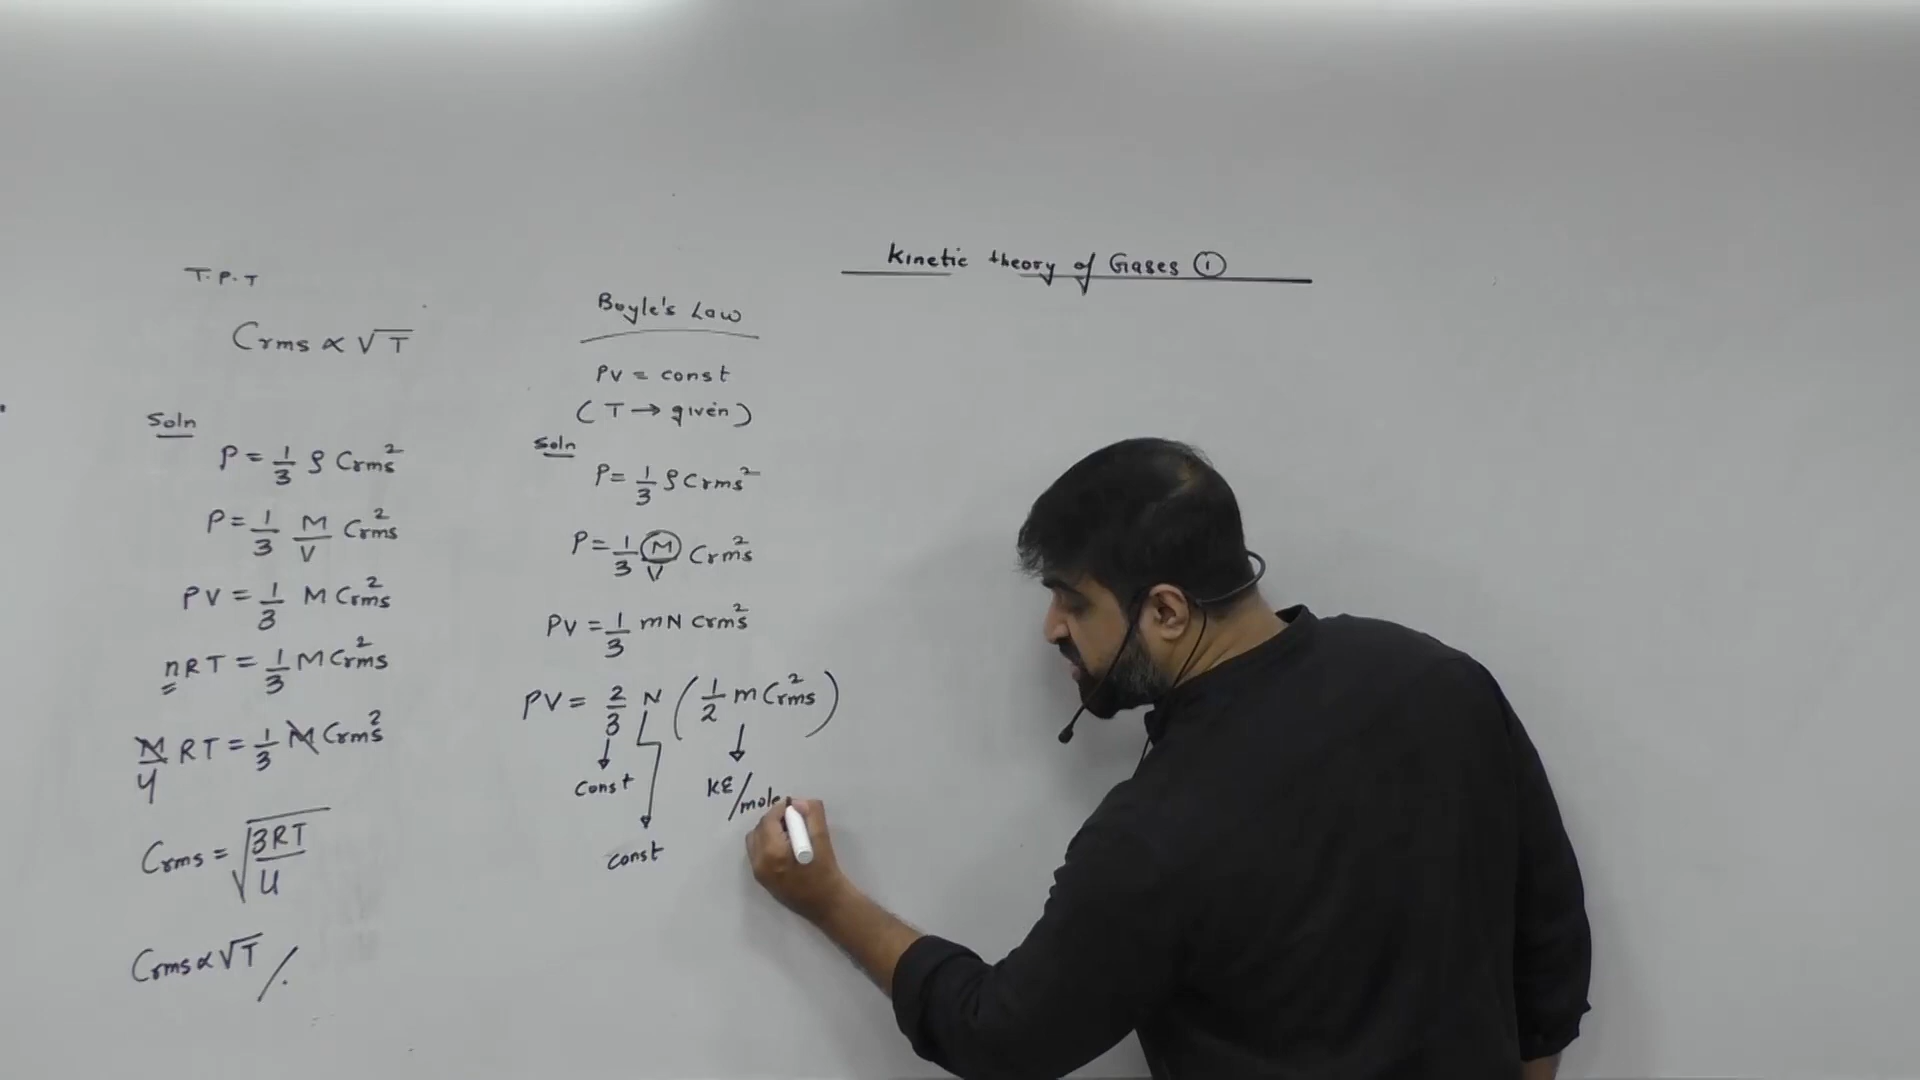 Kinetic theory of Gases ①
T.P.T
Crms ∝ √T
Soln
P = 1/3 ρ Crms²
P = 1/3 M/V Crms²
PV = 1/3 M Crms²
nRT = 1/3 M Crms²
M/μ RT = 1/3 M Crms²
Crms = √(3RT/μ)
Crms ∝ √T /.
Boyle's Law
PV = const
(T → given)
Soln
P = 1/3 ρ Crms²
P = 1/3 M/V Crms²
PV = 1/3 mN Crms²
PV = 2/3 N (1/2 m Crms²)
const
KE/mole
const